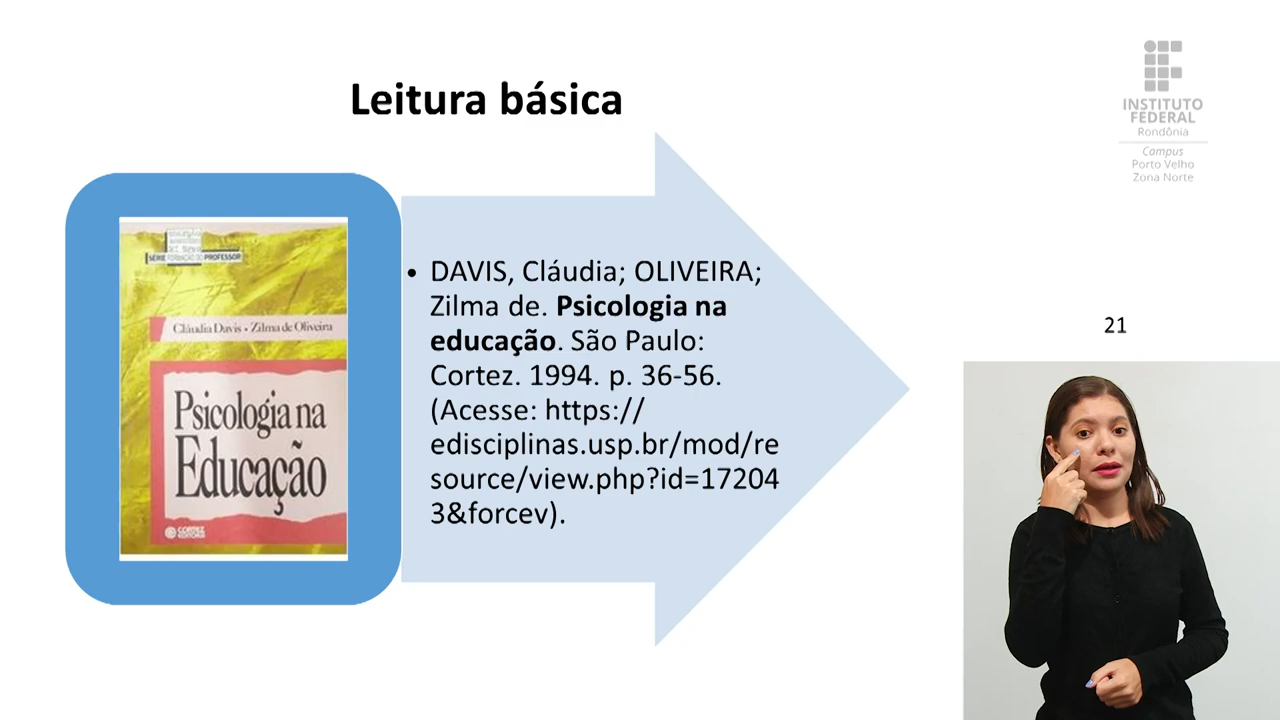 Leitura básica
INSTITUTO
FEDERAL
Rondônia
Campus
Porto Velho
Zona Norte
SÉRIE FORMAÇÃO DO PROFESSOR
Cláudia Davis • Zilma de Oliveira
Psicologia na
Educação
CORTEZ
EDITORA
• DAVIS, Cláudia; OLIVEIRA;
Zilma de. Psicologia na
educação. São Paulo:
Cortez. 1994. p. 36-56.
(Acesse: https://
edisciplinas.usp.br/mod/re
source/view.php?id=17204
3&forcev).
21